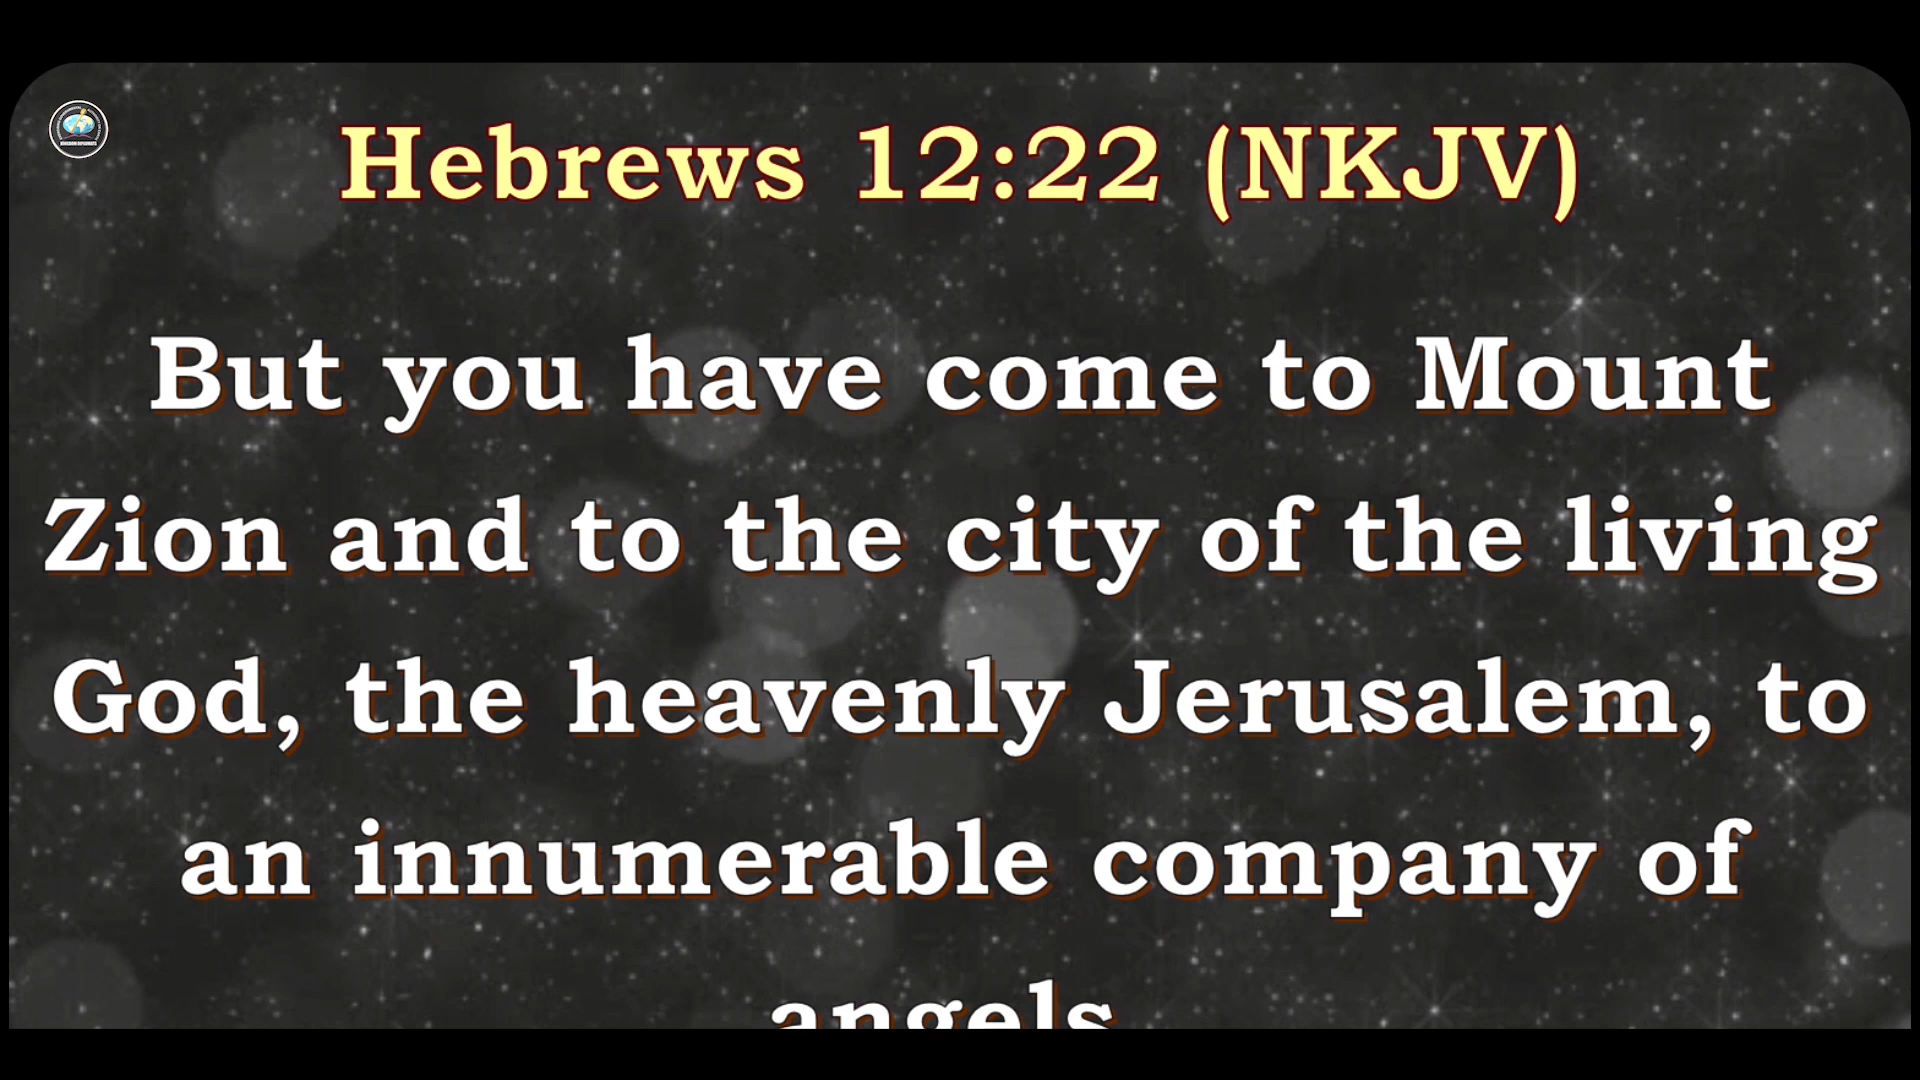 Hebrews 12:22 (NKJV)
But you have come to Mount
Zion and to the city of the living
God, the heavenly Jerusalem, to
an innumerable company of
angels